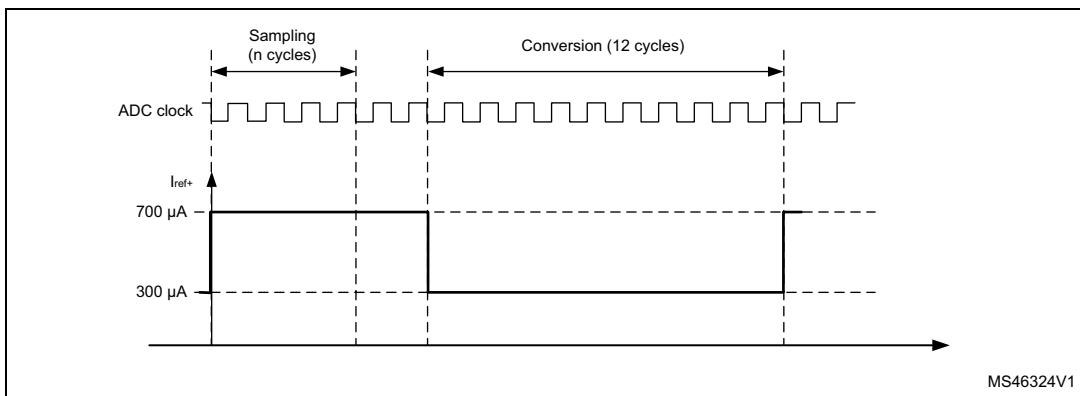 Sampling
(n cycles)
Conversion (12 cycles)
ADC clock
Iref+
700 µA
300 µA
MS46324V1